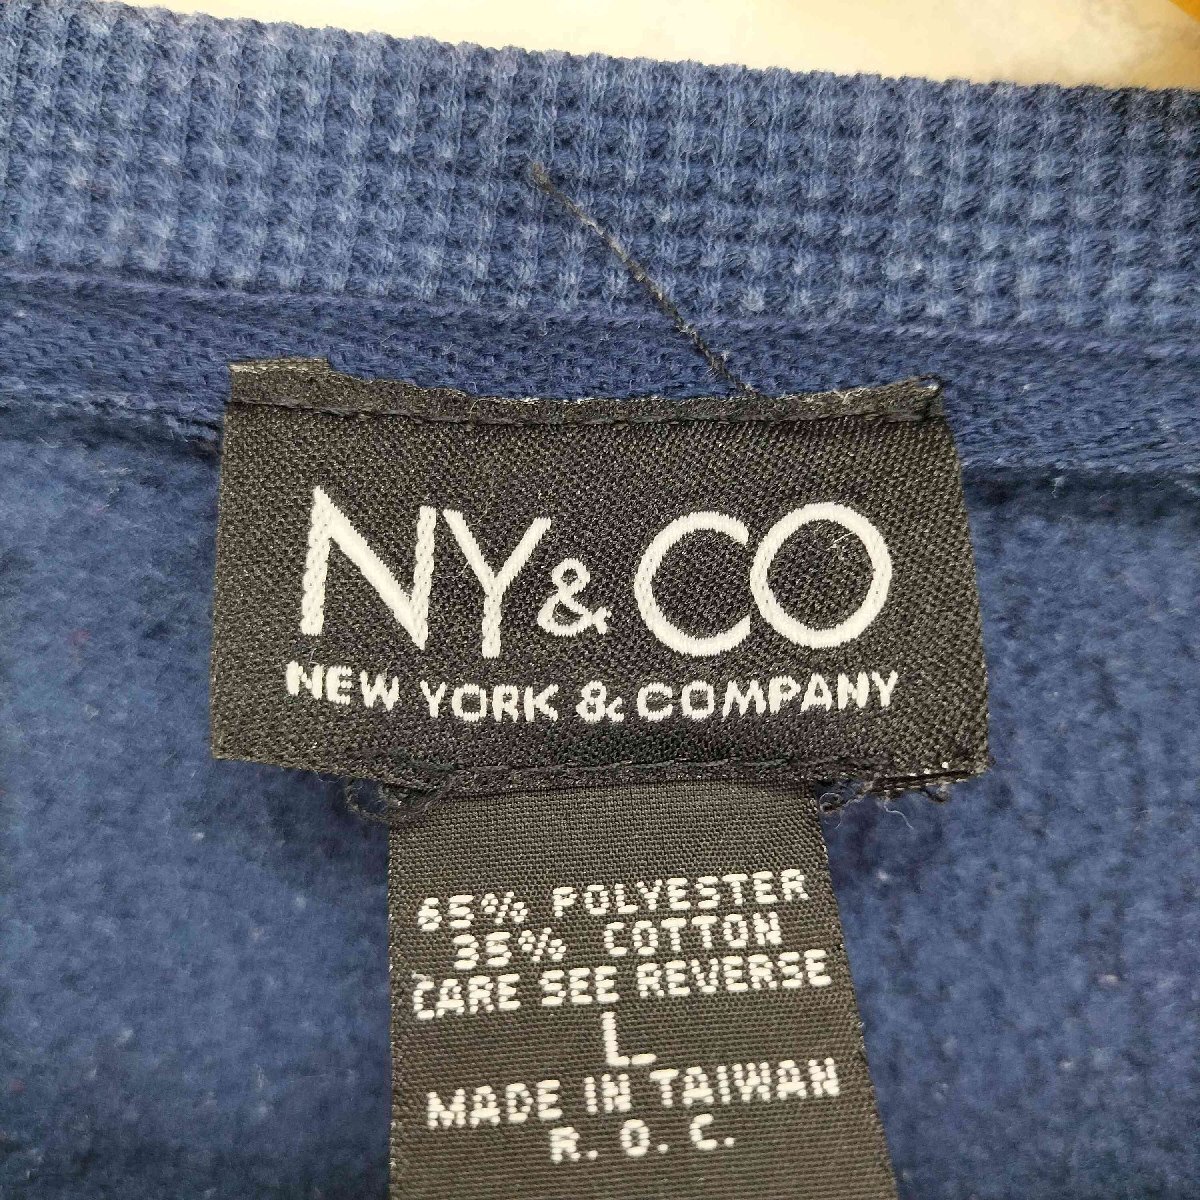 NY&CO
NEW YORK & COMPANY
65% POLYESTER
35% COTTON
CARE SEE REVERSE
L
MADE IN TAIWAN
R. O. C.